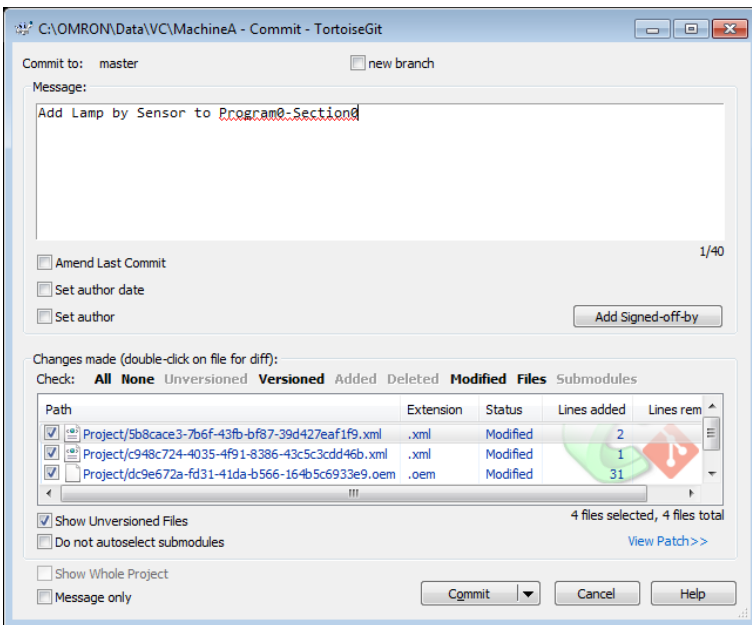 C:\OMRON\Data\VC\MachineA - Commit - TortoiseGit
Commit to: master new branch
Message:
Add Lamp by Sensor to Program0-Section0
1/40
Amend Last Commit
Set author date
Set author Add Signed-off-by
Changes made (double-click on file for diff):
Check: All None Unversioned Versioned Added Deleted Modified Files Submodules
Path Extension Status Lines added Lines rem
Project/5b8cace3-7b6f-43fb-bf87-39d427eaf1f9.xml .xml Modified 2
Project/c948c724-4035-4f91-8386-43c5c3cdd46b.xml .xml Modified 1
Project/dc9e672a-fd31-41da-b566-164b5c6933e9.oem .oem Modified 31
Show Unversioned Files 4 files selected, 4 files total
Do not autoselect submodules View Patch>>
Show Whole Project
Message only Commit Cancel Help